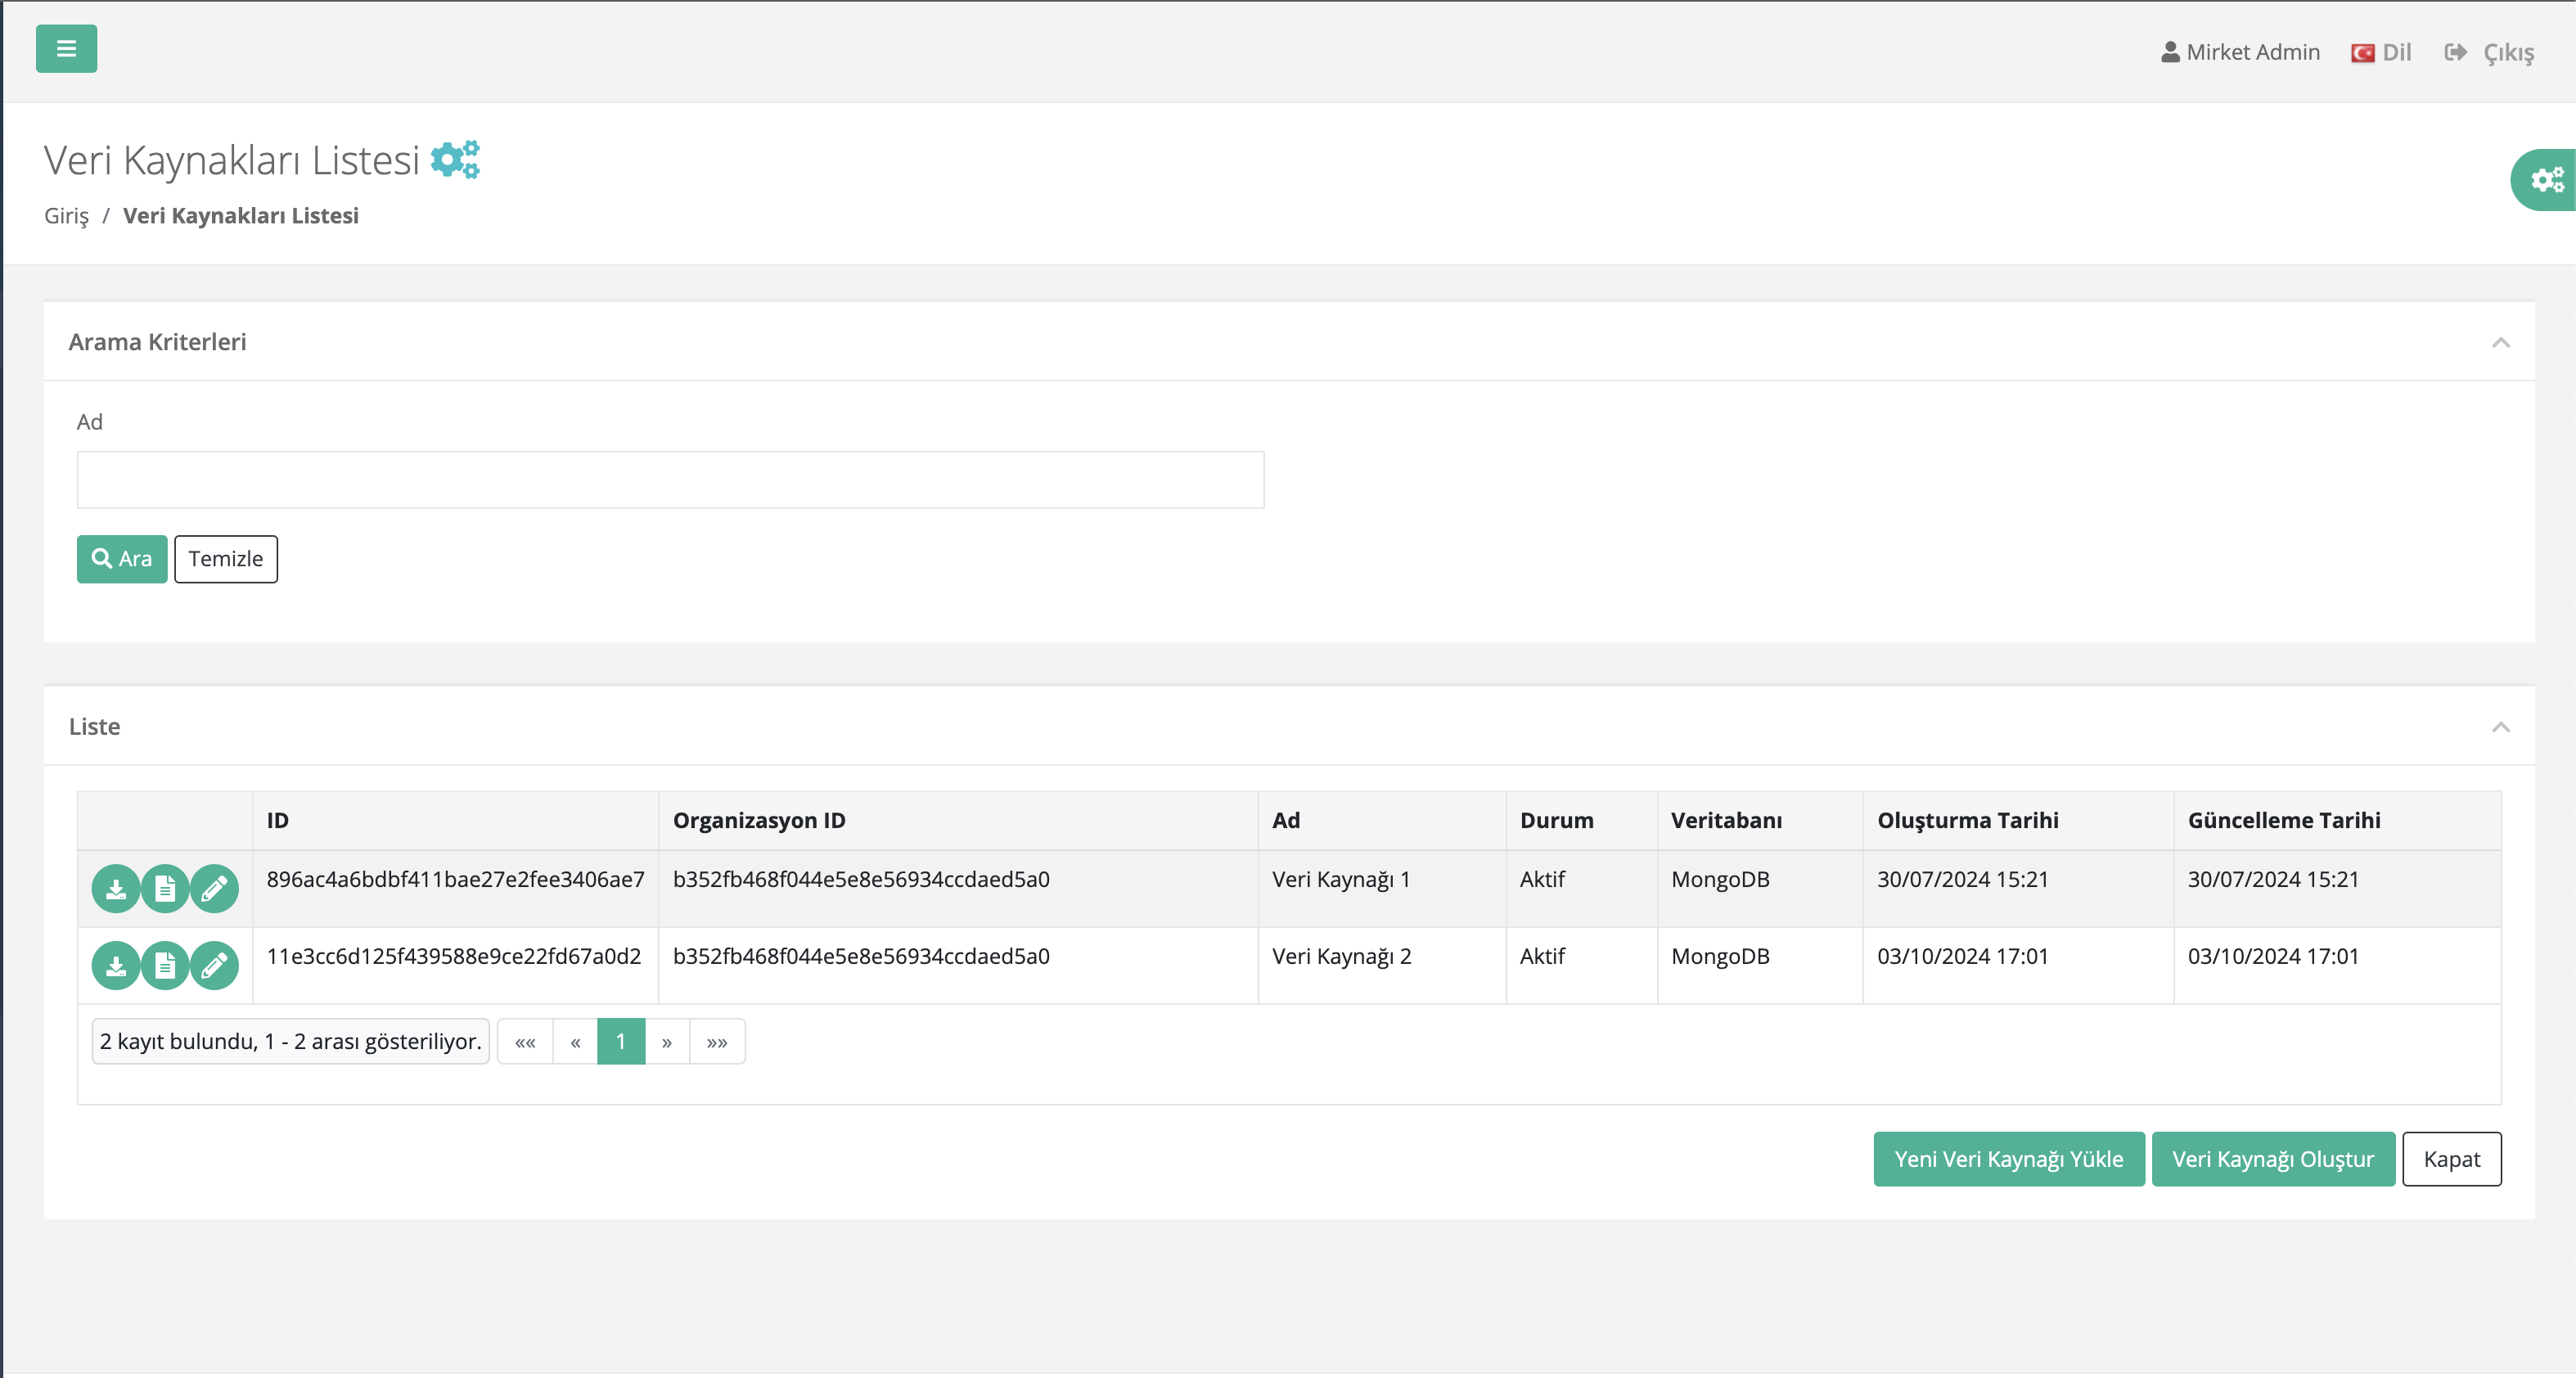 Mirket Admin Dil Çıkış
Veri Kaynakları Listesi
Giriş / Veri Kaynakları Listesi
Arama Kriterleri
Ad
Ara Temizle
Liste
ID Organizasyon ID Ad Durum Veritabanı Oluşturma Tarihi Güncelleme Tarihi
896ac4a6bdbf411bae27e2fee3406ae7 b352fb468f044e5e8e56934ccdaed5a0 Veri Kaynağı 1 Aktif MongoDB 30/07/2024 15:21 30/07/2024 15:21
11e3cc6d125f439588e9ce22fd67a0d2 b352fb468f044e5e8e56934ccdaed5a0 Veri Kaynağı 2 Aktif MongoDB 03/10/2024 17:01 03/10/2024 17:01
2 kayıt bulundu, 1 - 2 arası gösteriliyor. «« « 1 » »»
Yeni Veri Kaynağı Yükle Veri Kaynağı Oluştur Kapat